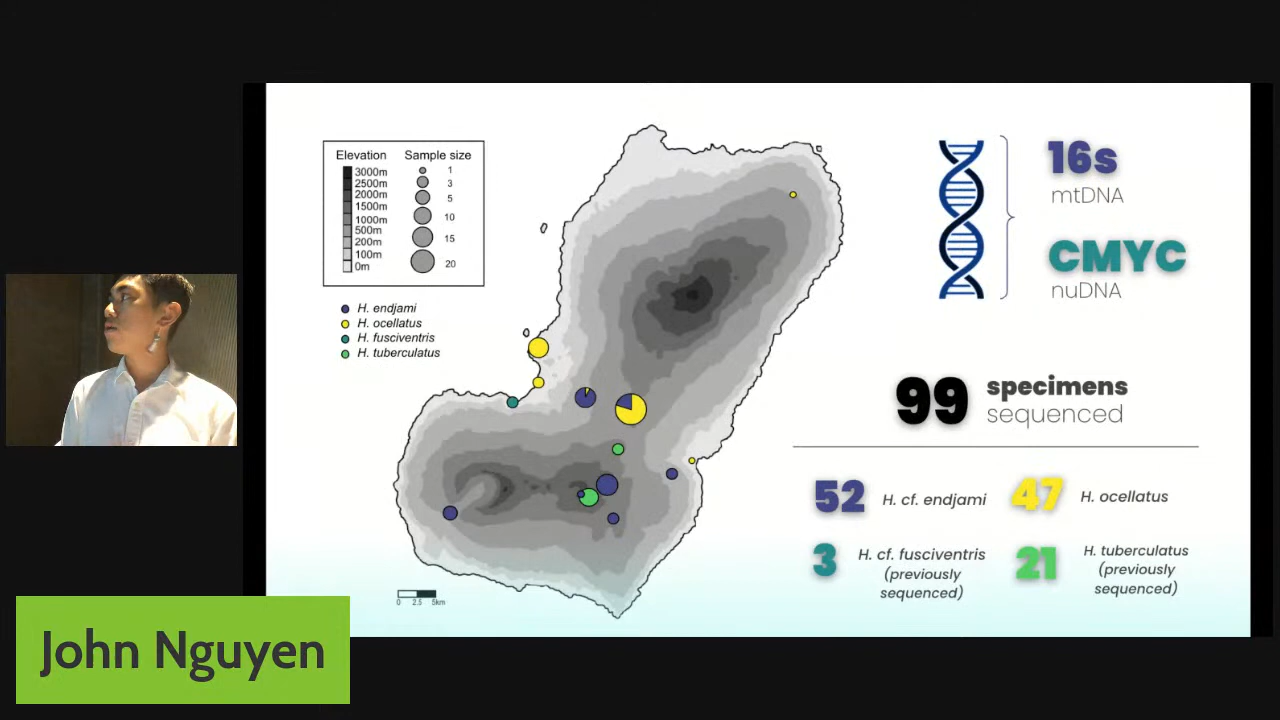 Elevation
Sample size
3000m
2500m
2000m
1500m
1000m
500m
200m
100m
0m
1
3
5
10
15
20
H. endjami
H. ocellatus
H. fusciventris
H. tuberculatus
0 2.5 5km
16s
mtDNA
CMYC
nuDNA
99 specimens
sequenced
52 H. cf. endjami
47 H. ocellatus
3 H. cf. fusciventris
(previously
sequenced)
21 H. tuberculatus
(previously
sequenced)
John Nguyen